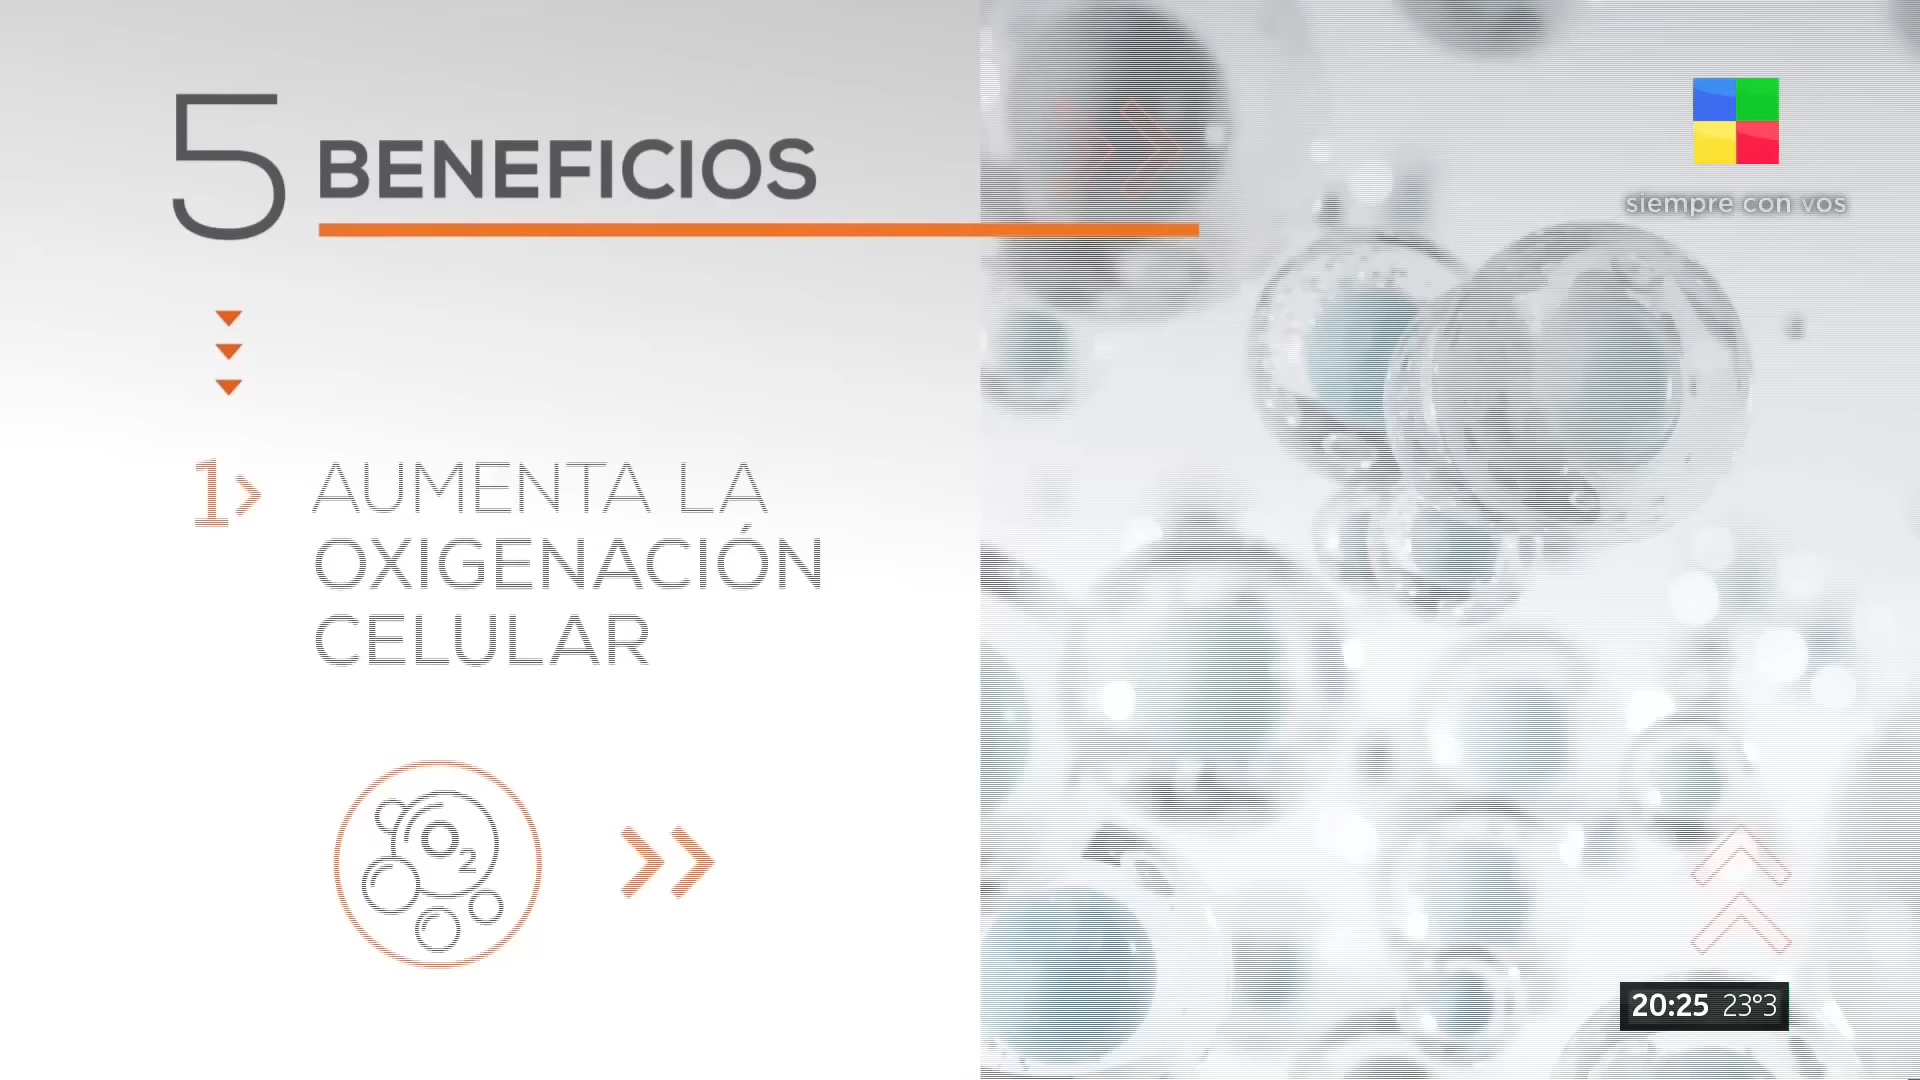 5 BENEFICIOS
siempre con vos
1> AUMENTA LA
OXIGENACIÓN
CELULAR
O2
20:25 23°3